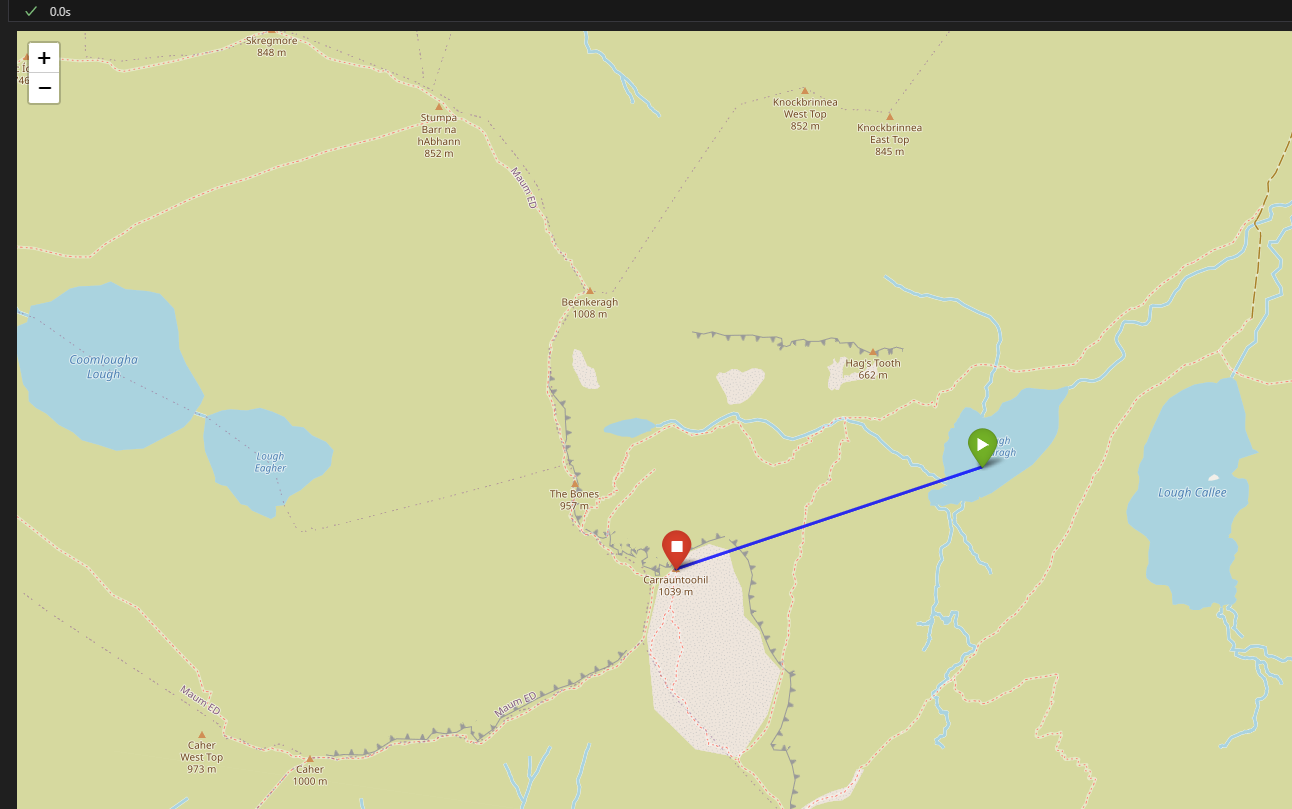 0.0s
+
−
Skregmore
848 m
Stumpa
Barr na
hAbhann
852 m
Knockbrinnea
West Top
852 m
Knockbrinnea
East Top
845 m
Maum ED
Beenkeragh
1008 m
Coomlougha
Lough
Hag's Tooth
662 m
Lough
Eagher
The Bones
957 m
Lough Callee
Carrauntoohil
1039 m
Maum ED
Maum ED
Caher
West Top
973 m
Caher
1000 m